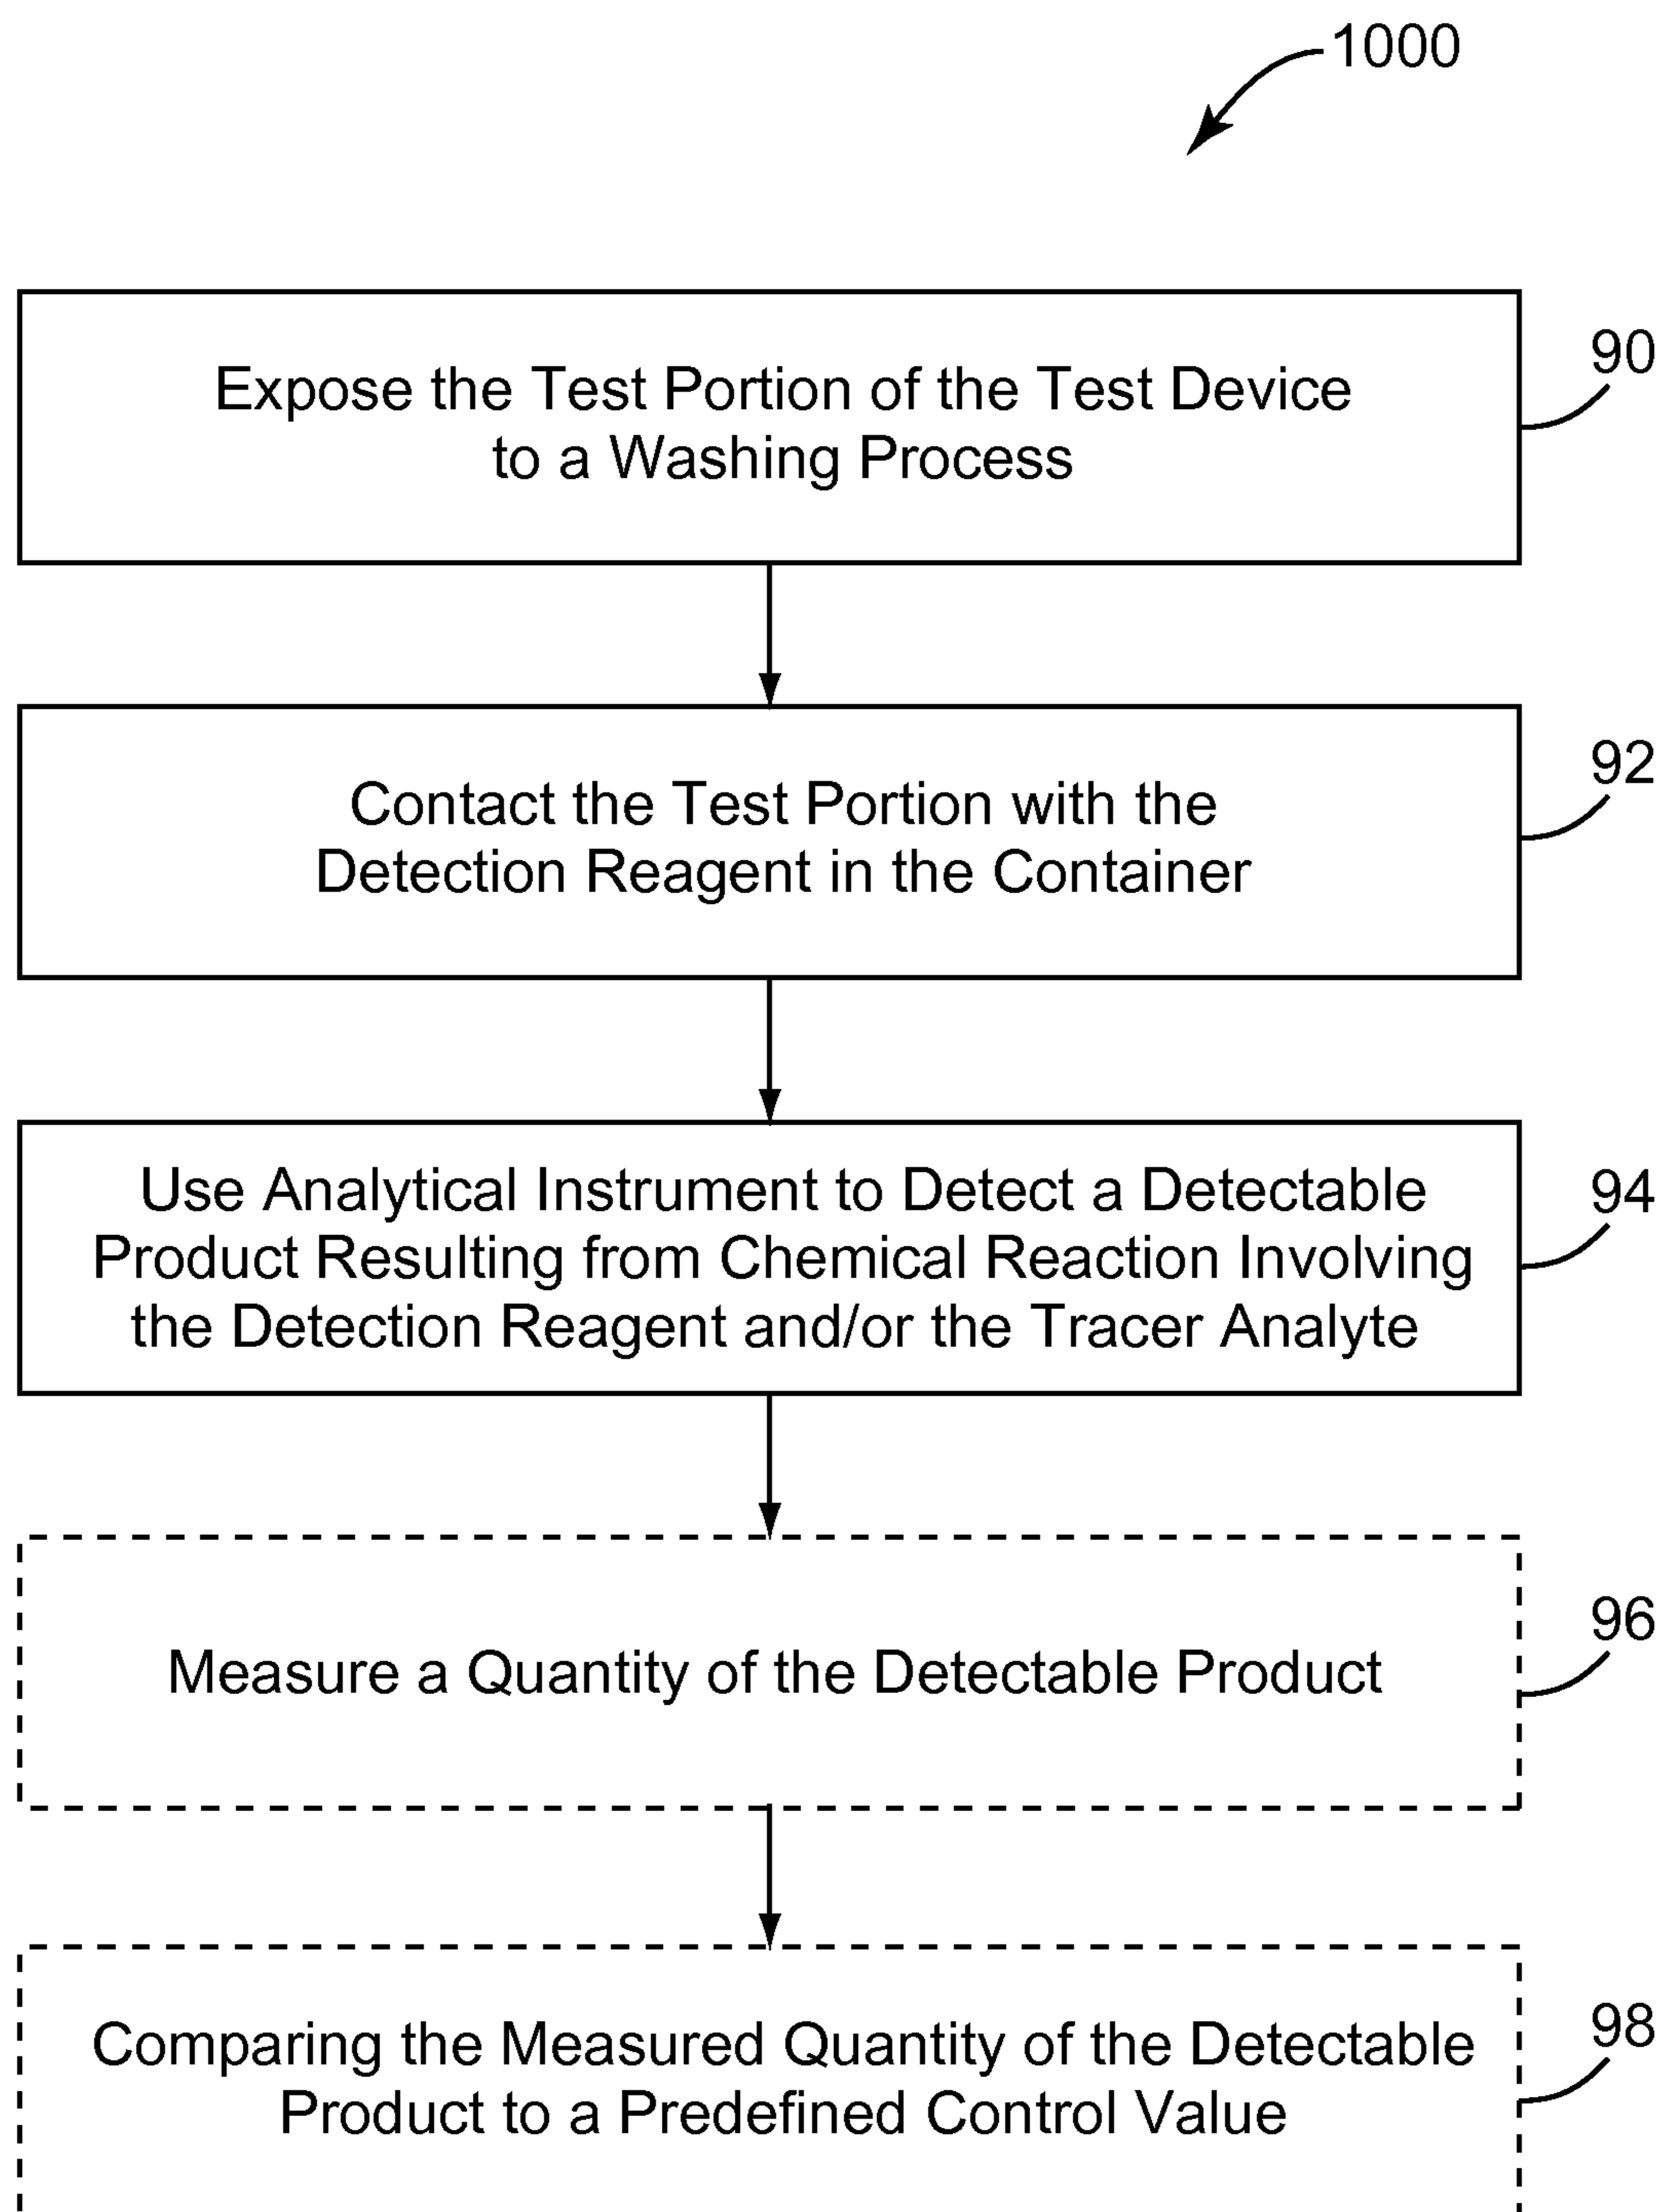 1000
Expose the Test Portion of the Test Device
to a Washing Process
90
Contact the Test Portion with the
Detection Reagent in the Container
92
Use Analytical Instrument to Detect a Detectable
Product Resulting from Chemical Reaction Involving
the Detection Reagent and/or the Tracer Analyte
94
Measure a Quantity of the Detectable Product
96
Comparing the Measured Quantity of the Detectable
Product to a Predefined Control Value
98